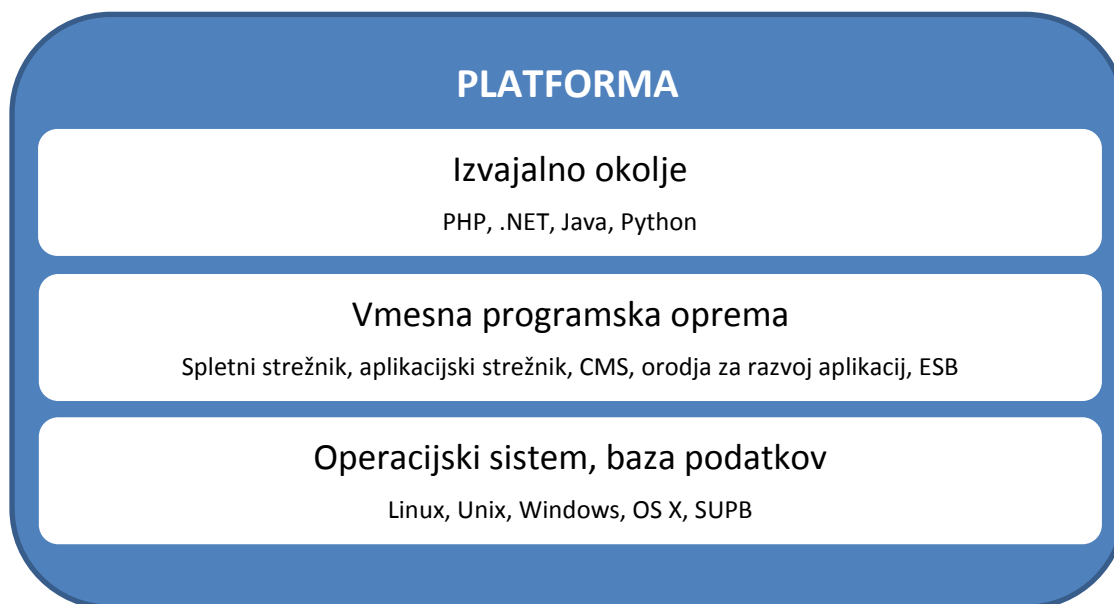 PLATFORMA
Izvajalno okolje
PHP, .NET, Java, Python
Vmesna programska oprema
Spletni strežnik, aplikacijski strežnik, CMS, orodja za razvoj aplikacij, ESB
Operacijski sistem, baza podatkov
Linux, Unix, Windows, OS X, SUPB